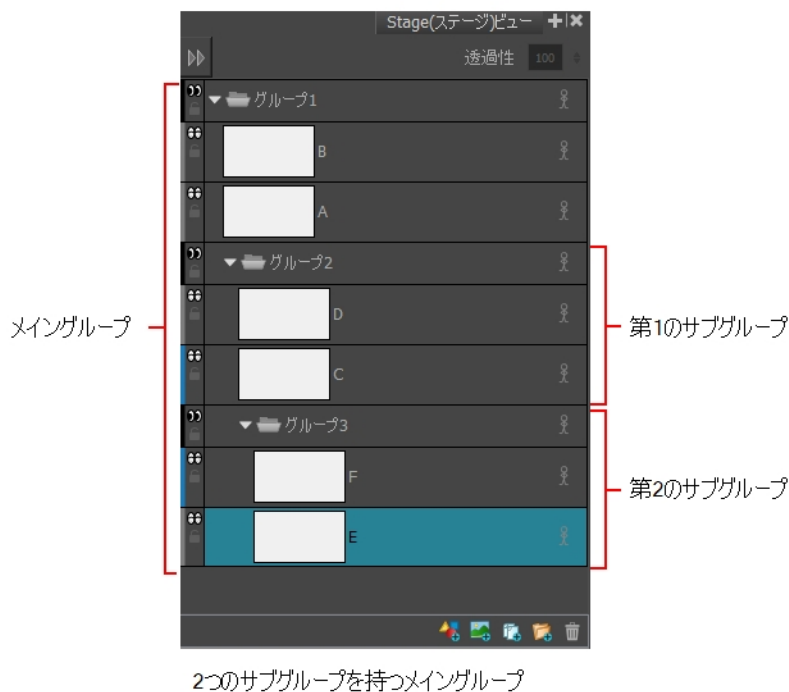 Stage(ステージ)ビュー
透過性 100
グループ1
B
A
グループ2
D
C
グループ3
F
E
メイングループ
第1のサブグループ
第2のサブグループ
2つのサブグループを持つメイングループ